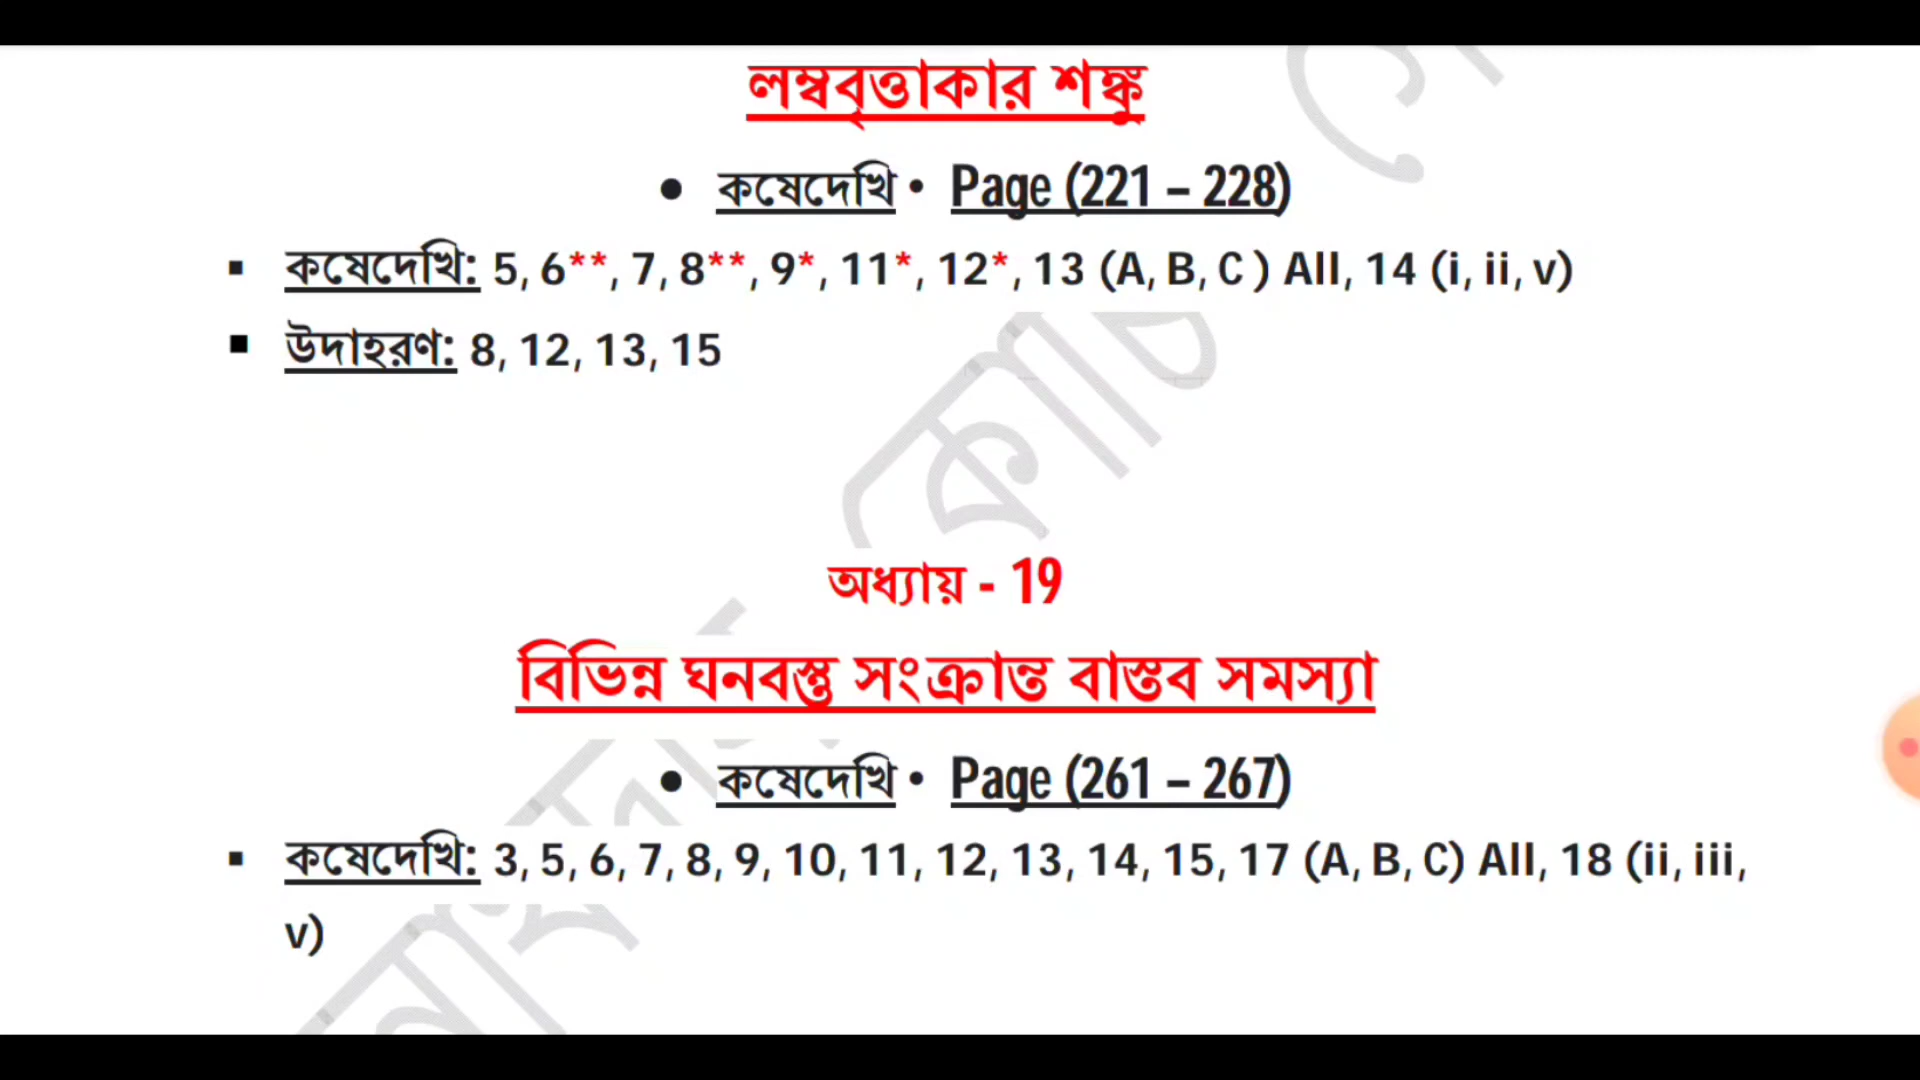 লম্ববৃত্তাকার শঙ্কু
● কষেদেখি • Page (221 – 228)
▪ কষেদেখি: 5, 6**, 7, 8**, 9*, 11*, 12*, 13 (A, B, C ) All, 14 (i, ii, v)
■ উদাহরণ: 8, 12, 13, 15
অধ্যায় - 19
বিভিন্ন ঘনবস্তু সংক্রান্ত বাস্তব সমস্যা
● কষেদেখি • Page (261 – 267)
▪ কষেদেখি: 3, 5, 6, 7, 8, 9, 10, 11, 12, 13, 14, 15, 17 (A, B, C) All, 18 (ii, iii,
v)